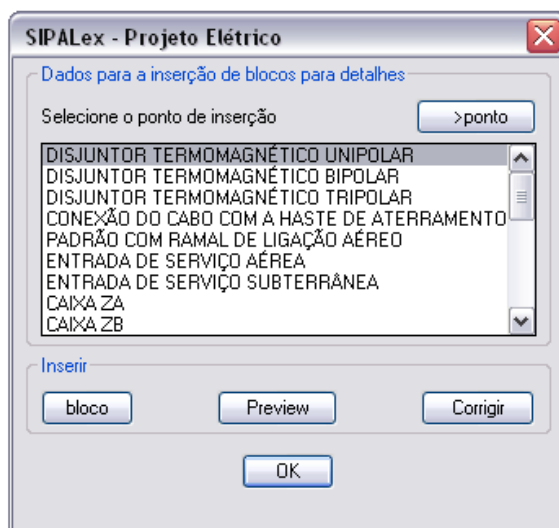 SIPALex - Projeto Elétrico
Dados para a inserção de blocos para detalhes
Selecione o ponto de inserção
>ponto
DISJUNTOR TERMOMAGNÉTICO UNIPOLAR
DISJUNTOR TERMOMAGNÉTICO BIPOLAR
DISJUNTOR TERMOMAGNÉTICO TRIPOLAR
CONEXÃO DO CABO COM A HASTE DE ATERRAMENTO
PADRÃO COM RAMAL DE LIGAÇÃO AÉREO
ENTRADA DE SERVIÇO AÉREA
ENTRADA DE SERVIÇO SUBTERRÂNEA
CAIXA ZA
CAIXA ZB
Inserir
bloco
Preview
Corrigir
OK